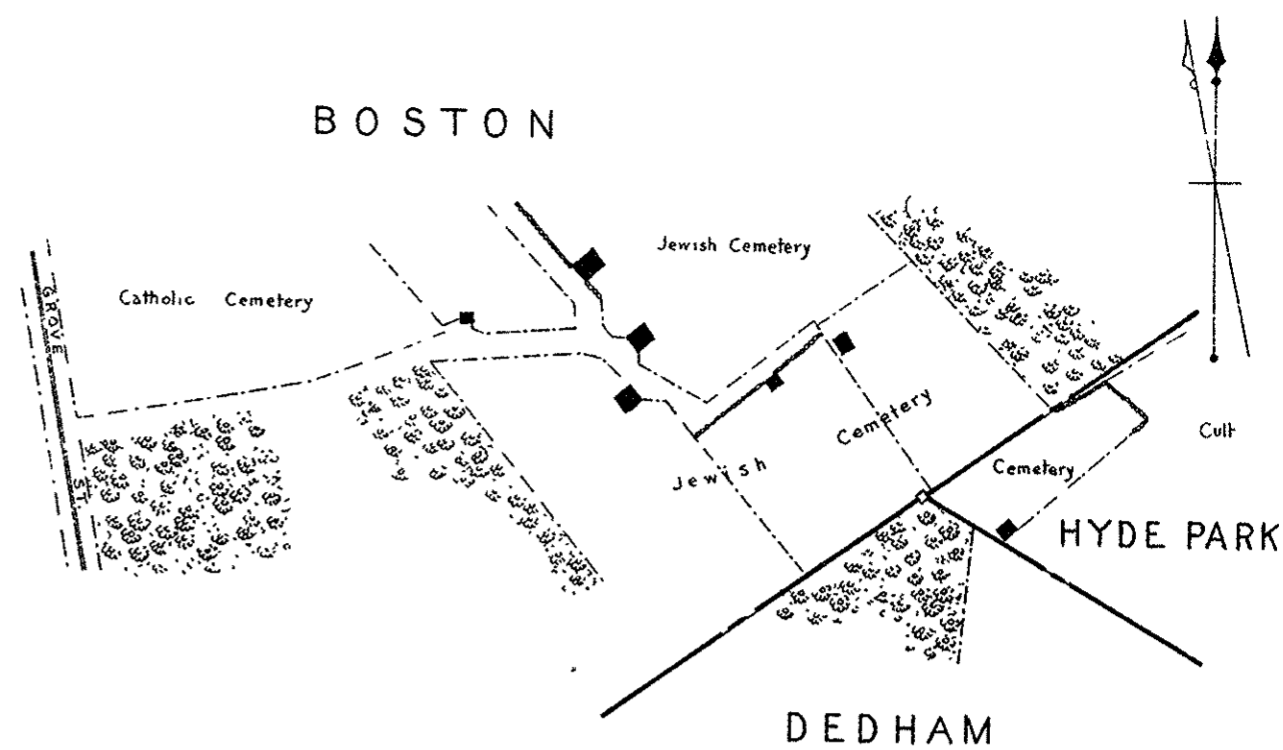 BOSTON
Jewish Cemetery
Catholic Cemetery
GROVE ST.
Jewish Cemetery
Cemetery
Cult
HYDE PARK
DEDHAM